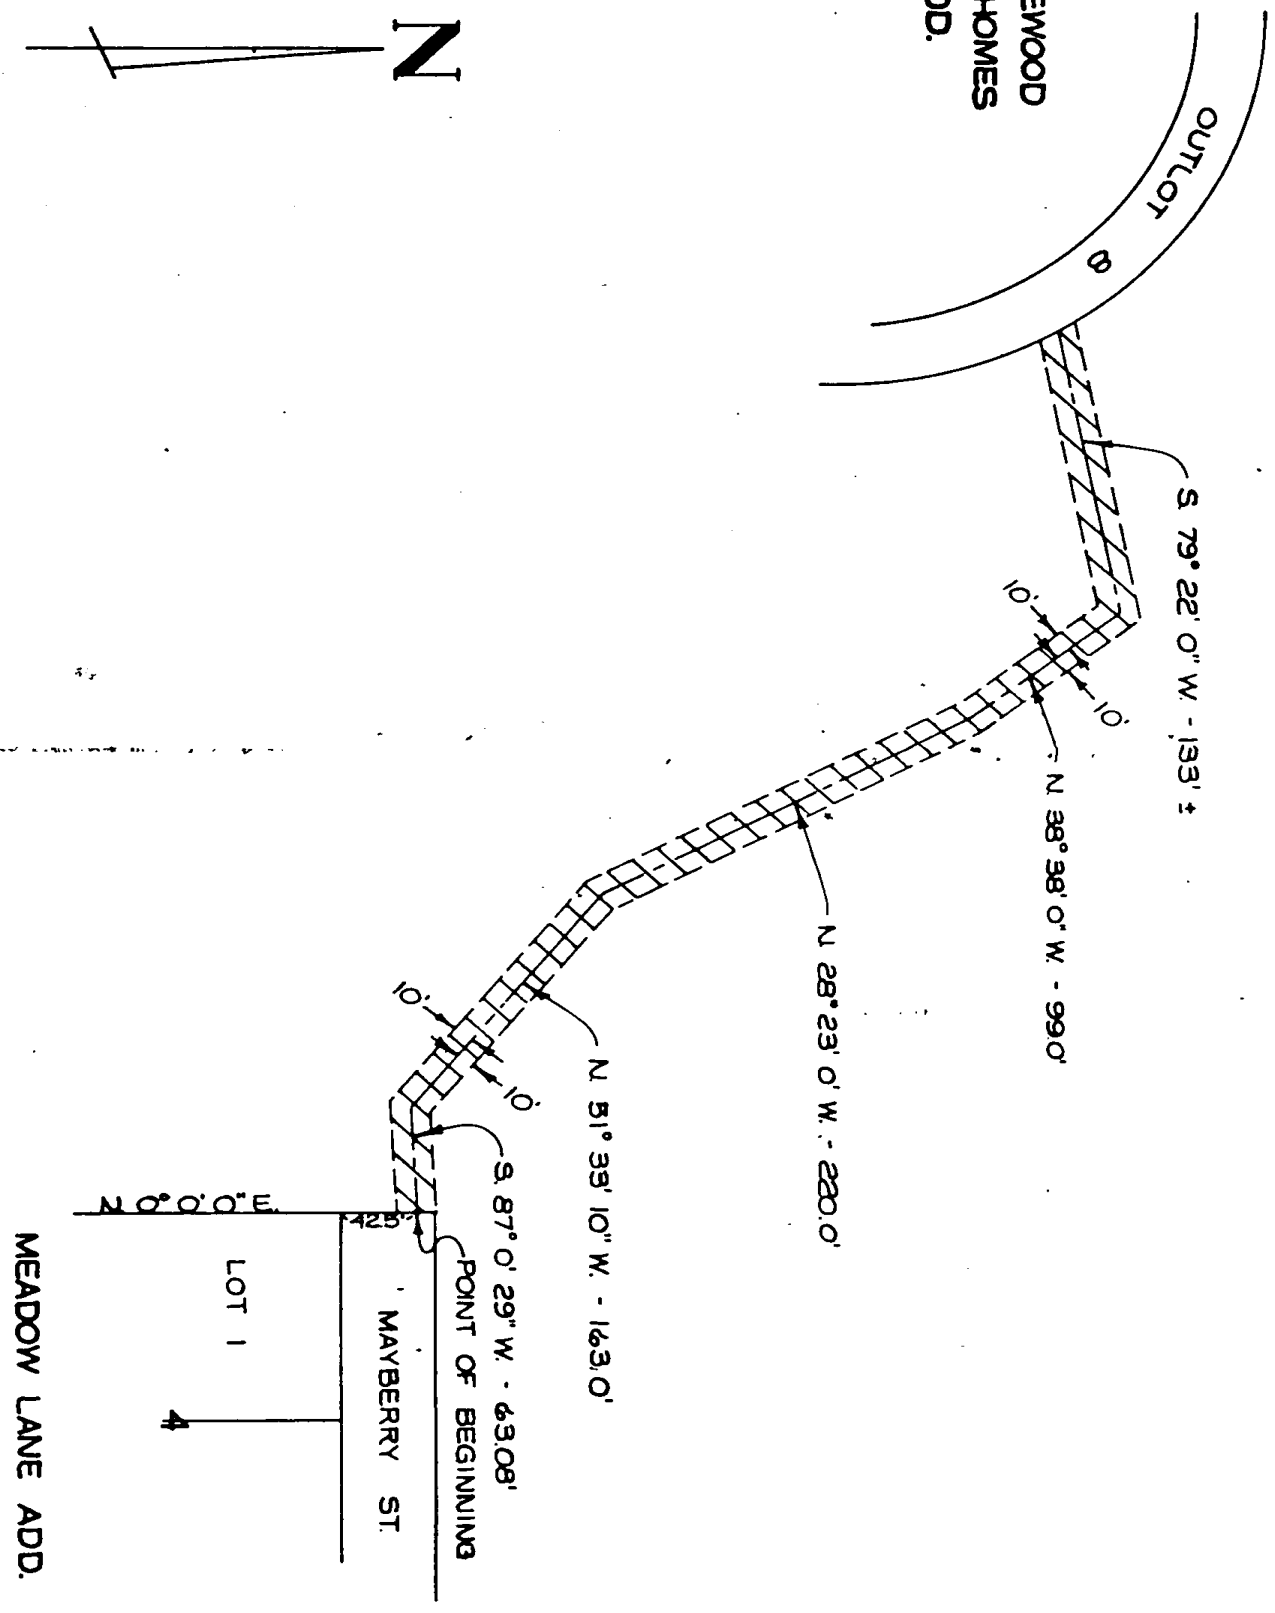 EWOOD
HOMES
OD.
N
OUTLOT 8
S. 79° 22' 0" W. - 133' ±
10'
10'
N. 38° 38' 0" W. - 99.0'
N. 28° 23' 0" W. - 220.0'
N. 51° 33' 10" W. - 163.0'
10'
10'
S. 87° 0' 29" W. - 63.08'
POINT OF BEGINNING
42.5'
N 0° 0' 0" E.
MAYBERRY ST.
LOT 1
4
MEADOW LANE ADD.